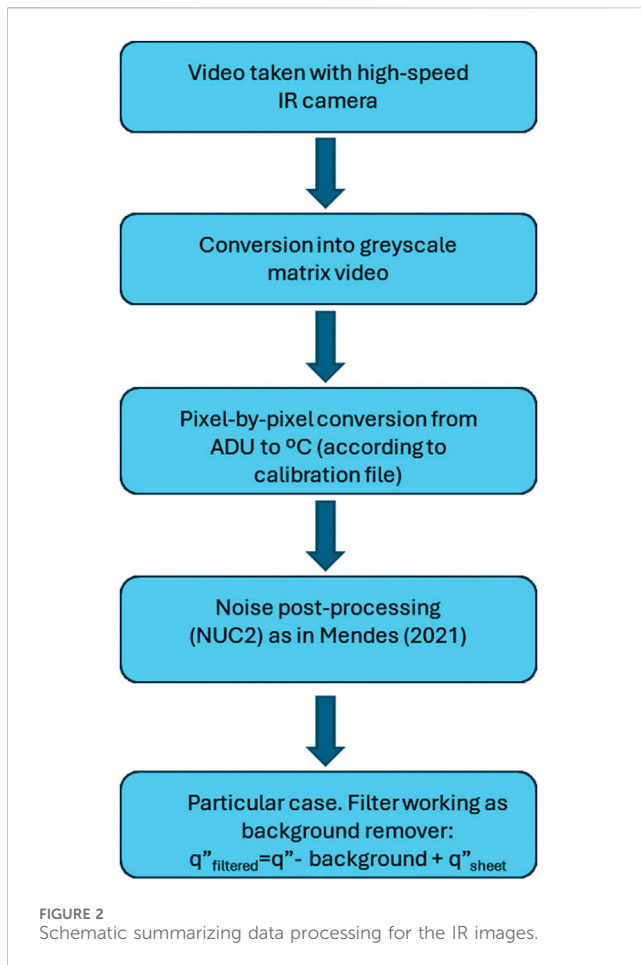 Video taken with high-speed
IR camera
Conversion into greyscale
matrix video
Pixel-by-pixel conversion from
ADU to ºC (according to
calibration file)
Noise post-processing
(NUC2) as in Mendes (2021)
Particular case. Filter working as
background remover:
q”filtered=q”- background + q”sheet
FIGURE 2
Schematic summarizing data processing for the IR images.